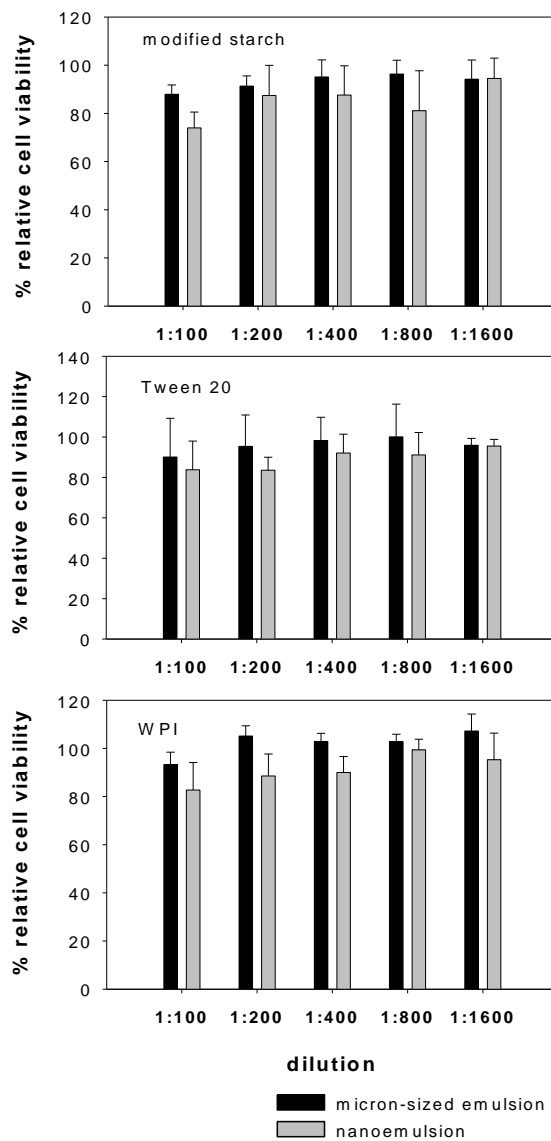 120
modified starch
100
80
60
40
20
0
% relative cell viability
1:100 1:200 1:400 1:800 1:1600
140
Tween 20
120
100
80
60
40
20
0
% relative cell viability
1:100 1:200 1:400 1:800 1:1600
120
WPI
100
80
60
40
20
0
% relative cell viability
1:100 1:200 1:400 1:800 1:1600
dilution
micron-sized emulsion
nanoemulsion